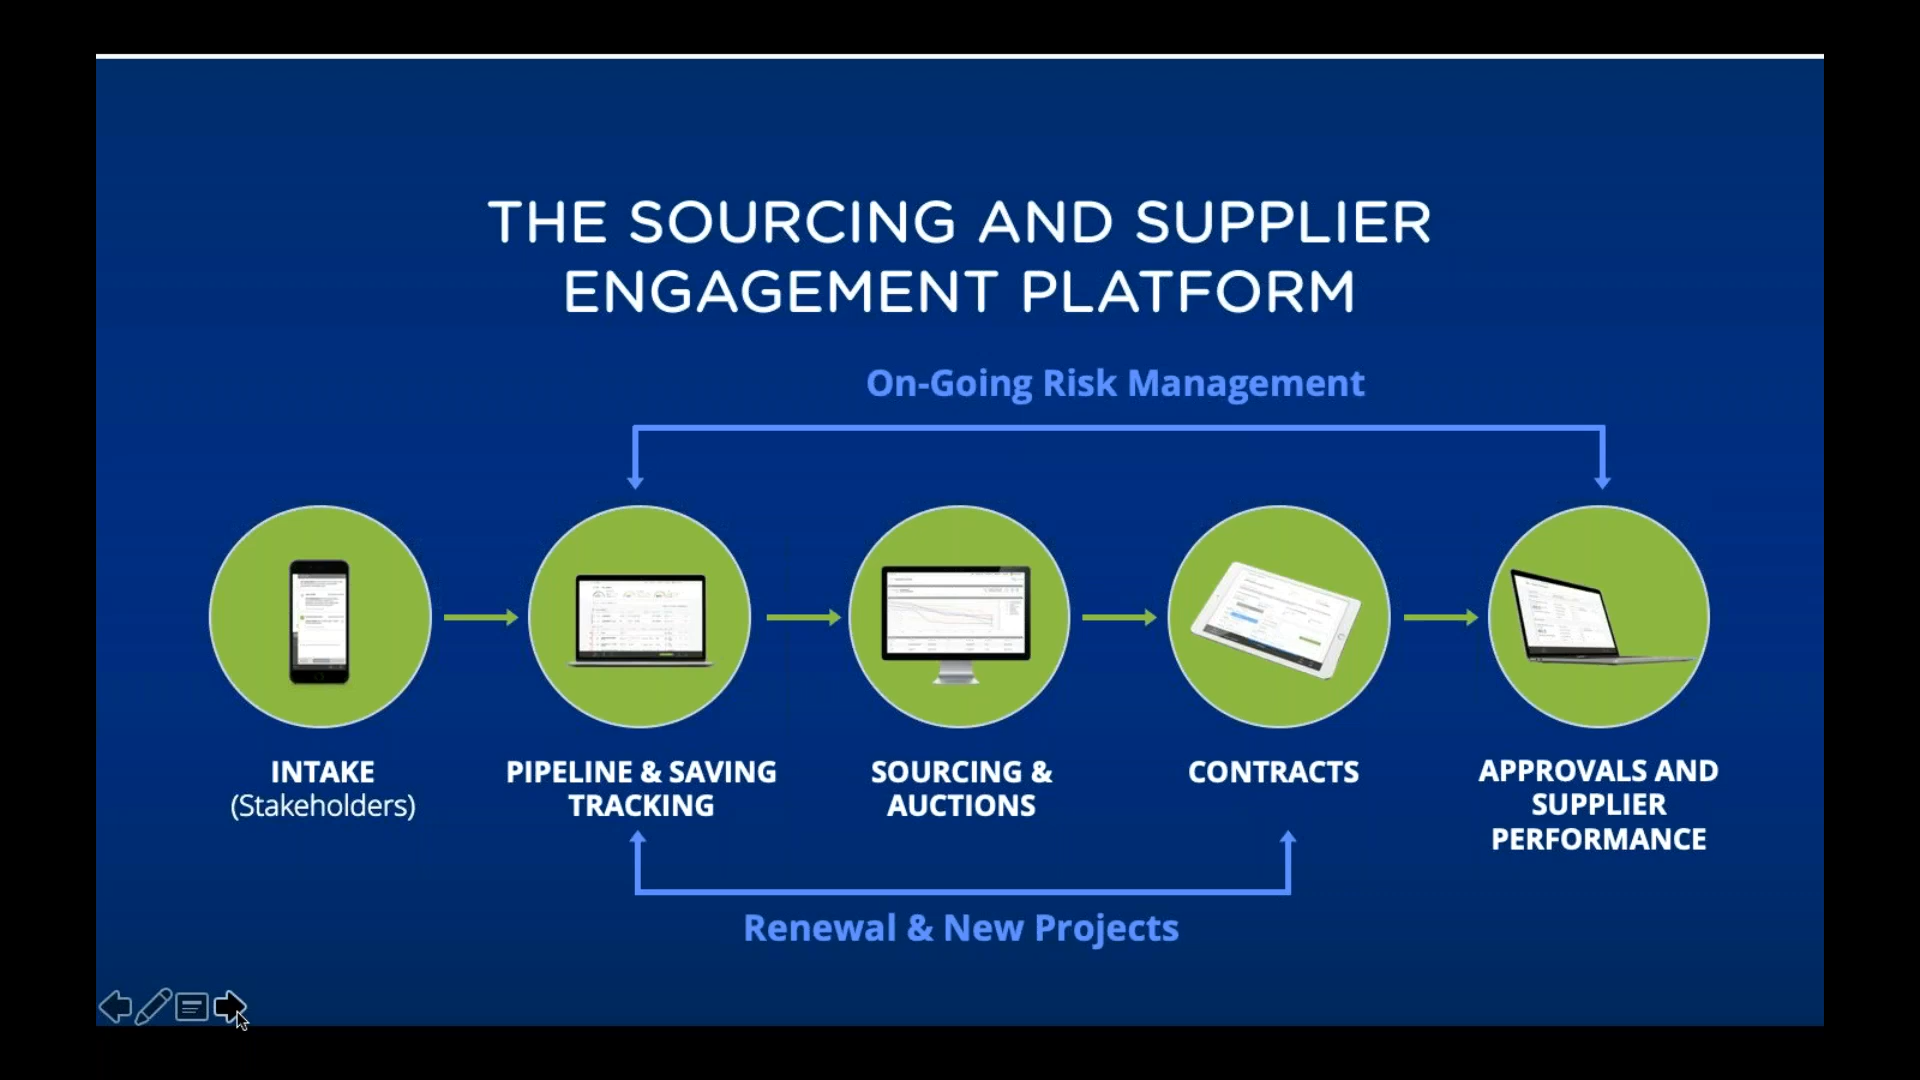 THE SOURCING AND SUPPLIER
ENGAGEMENT PLATFORM
On-Going Risk Management
INTAKE
(Stakeholders)
PIPELINE & SAVING
TRACKING
SOURCING &
AUCTIONS
CONTRACTS
APPROVALS AND
SUPPLIER
PERFORMANCE
Renewal & New Projects